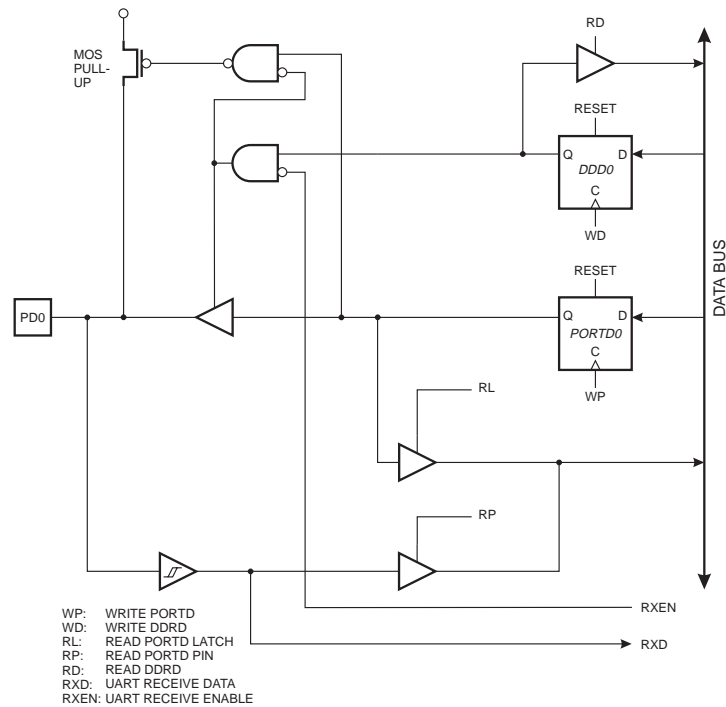 RD
MOS
PULL-
UP
RESET
Q
D
DDD0
C
WD
DATA BUS
RESET
PD0
Q
D
PORTD0
C
WP
RL
RP
RXEN
RXD
WP: WRITE PORTD
WD: WRITE DDRD
RL: READ PORTD LATCH
RP: READ PORTD PIN
RD: READ DDRD
RXD: UART RECEIVE DATA
RXEN: UART RECEIVE ENABLE